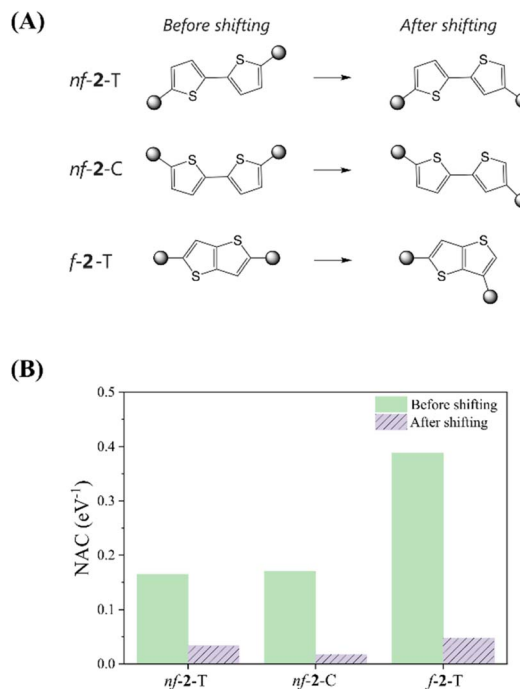 (A)
Before shifting After shifting
nf-2-T
S S S S
nf-2-C
S S S S
f-2-T
S S S S
(B)
0.5
Before shifting
After shifting
0.4
0.3
0.2
0.1
0.0
NAC (eV⁻¹)
nf-2-T nf-2-C f-2-T